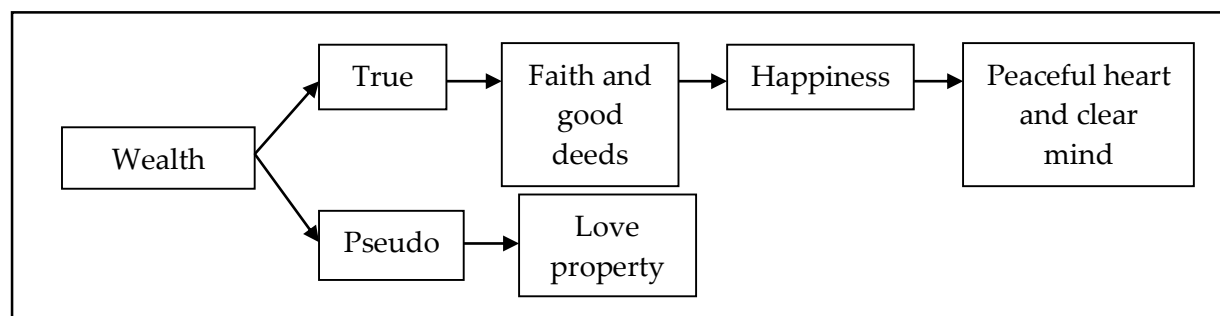 Wealth
True
Faith and
good
deeds
Happiness
Peaceful heart
and clear
mind
Pseudo
Love
property